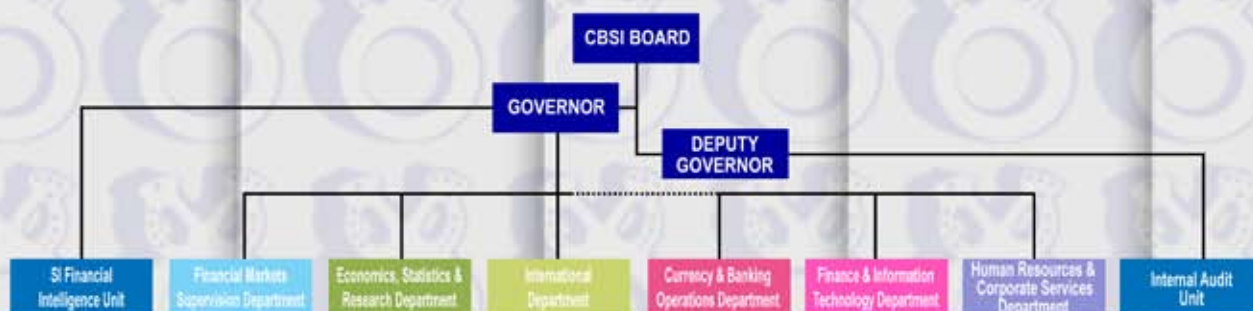 CBSI BOARD
GOVERNOR
DEPUTY
GOVERNOR
SI Financial
Intelligence Unit
Financial Markets
Supervision Department
Economics, Statistics &
Research Department
International
Department
Currency & Banking
Operations Department
Finance & Information
Technology Department
Human Resources &
Corporate Services
Department
Internal Audit
Unit